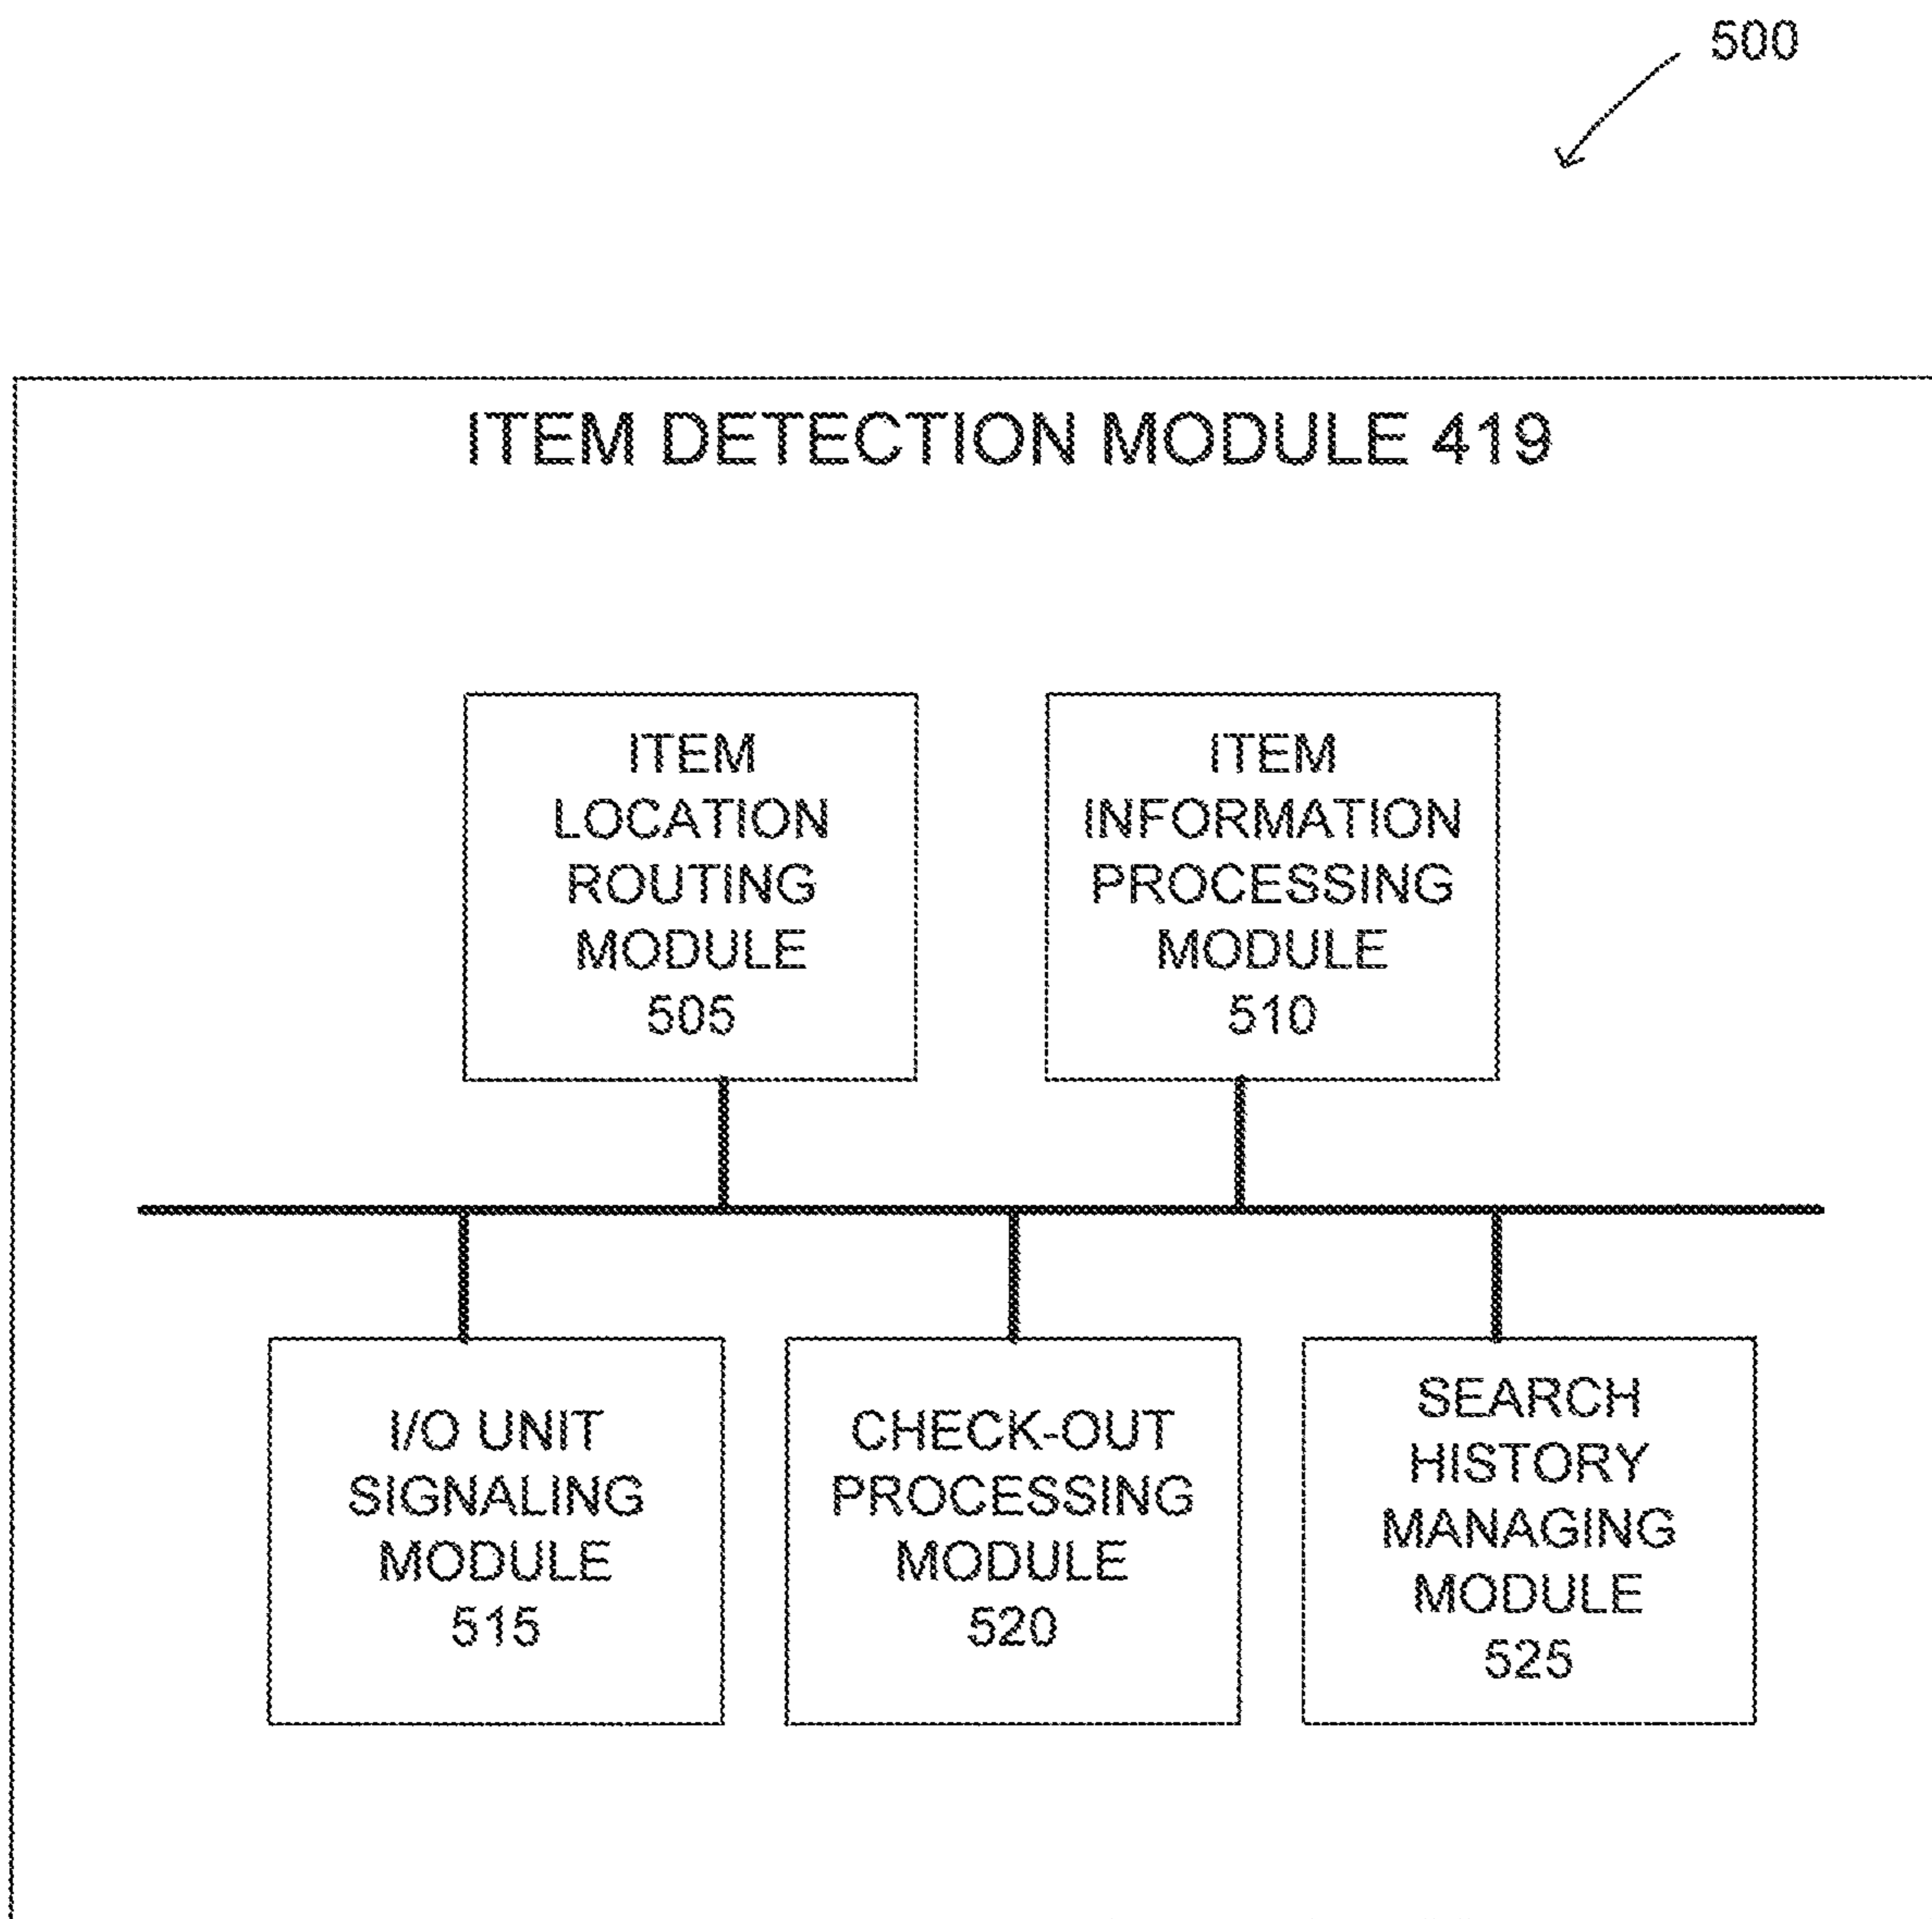 500
ITEM DETECTION MODULE 419
ITEM
LOCATION
ROUTING
MODULE
505
ITEM
INFORMATION
PROCESSING
MODULE
510
I/O UNIT
SIGNALING
MODULE
515
CHECK-OUT
PROCESSING
MODULE
520
SEARCH
HISTORY
MANAGING
MODULE
525